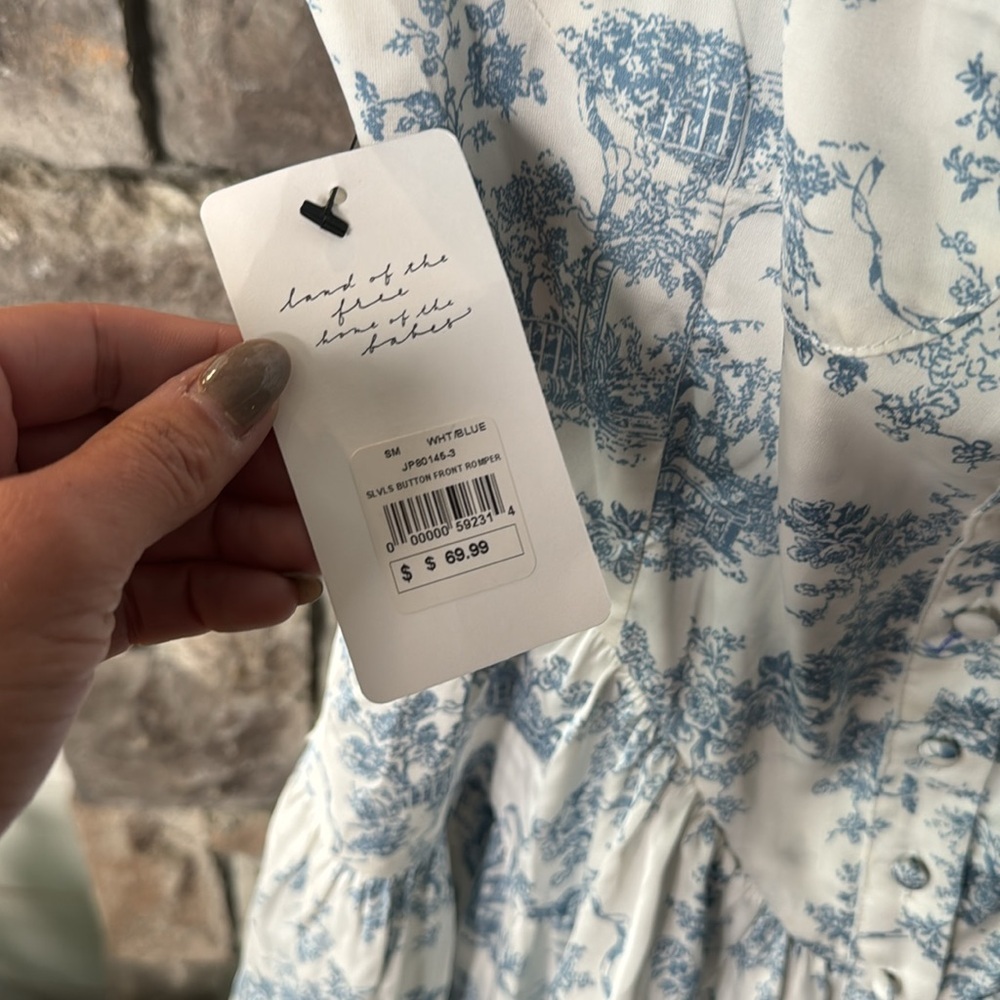 land of the
free
home of the
babes
SM WHT/BLUE
JP80145-3
SLVLS BUTTON FRONT ROMPER
0 00000 59231 4
$ $ 69.99